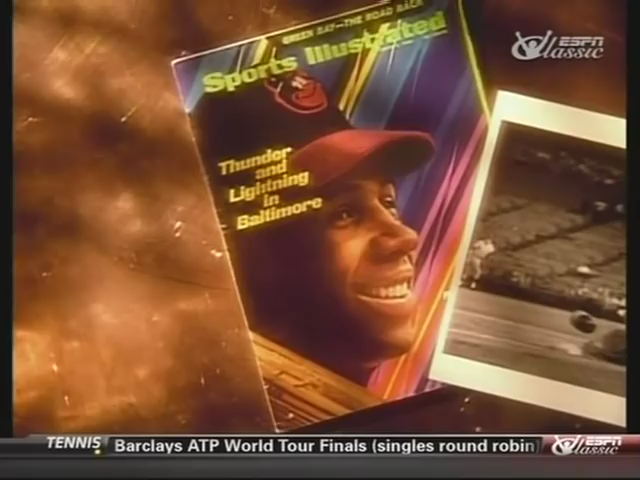 GREEN BAY—THE ROAD BACK
Sports Illustrated
ESPN
Classic
Thunder
and
Lightning
in
Baltimore
TENNIS
Barclays ATP World Tour Finals (singles round robin)
ESPN
Classic